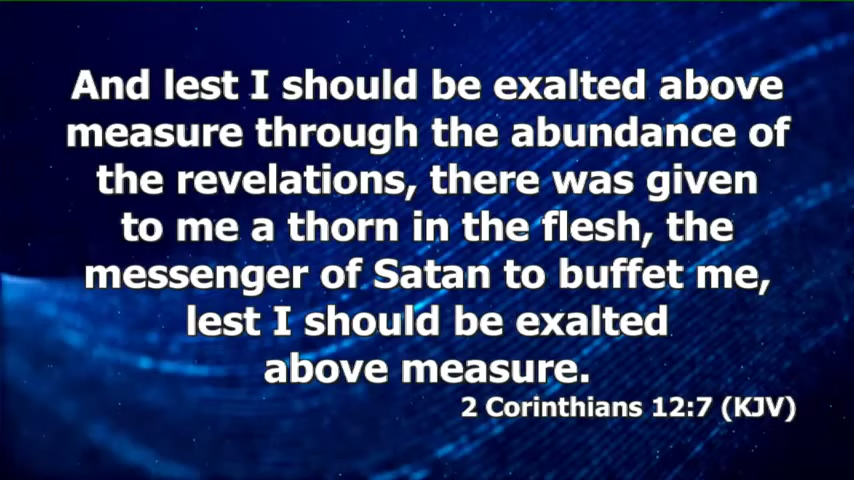 And lest I should be exalted above
measure through the abundance of
the revelations, there was given
to me a thorn in the flesh, the
messenger of Satan to buffet me,
lest I should be exalted
above measure.
2 Corinthians 12:7 (KJV)